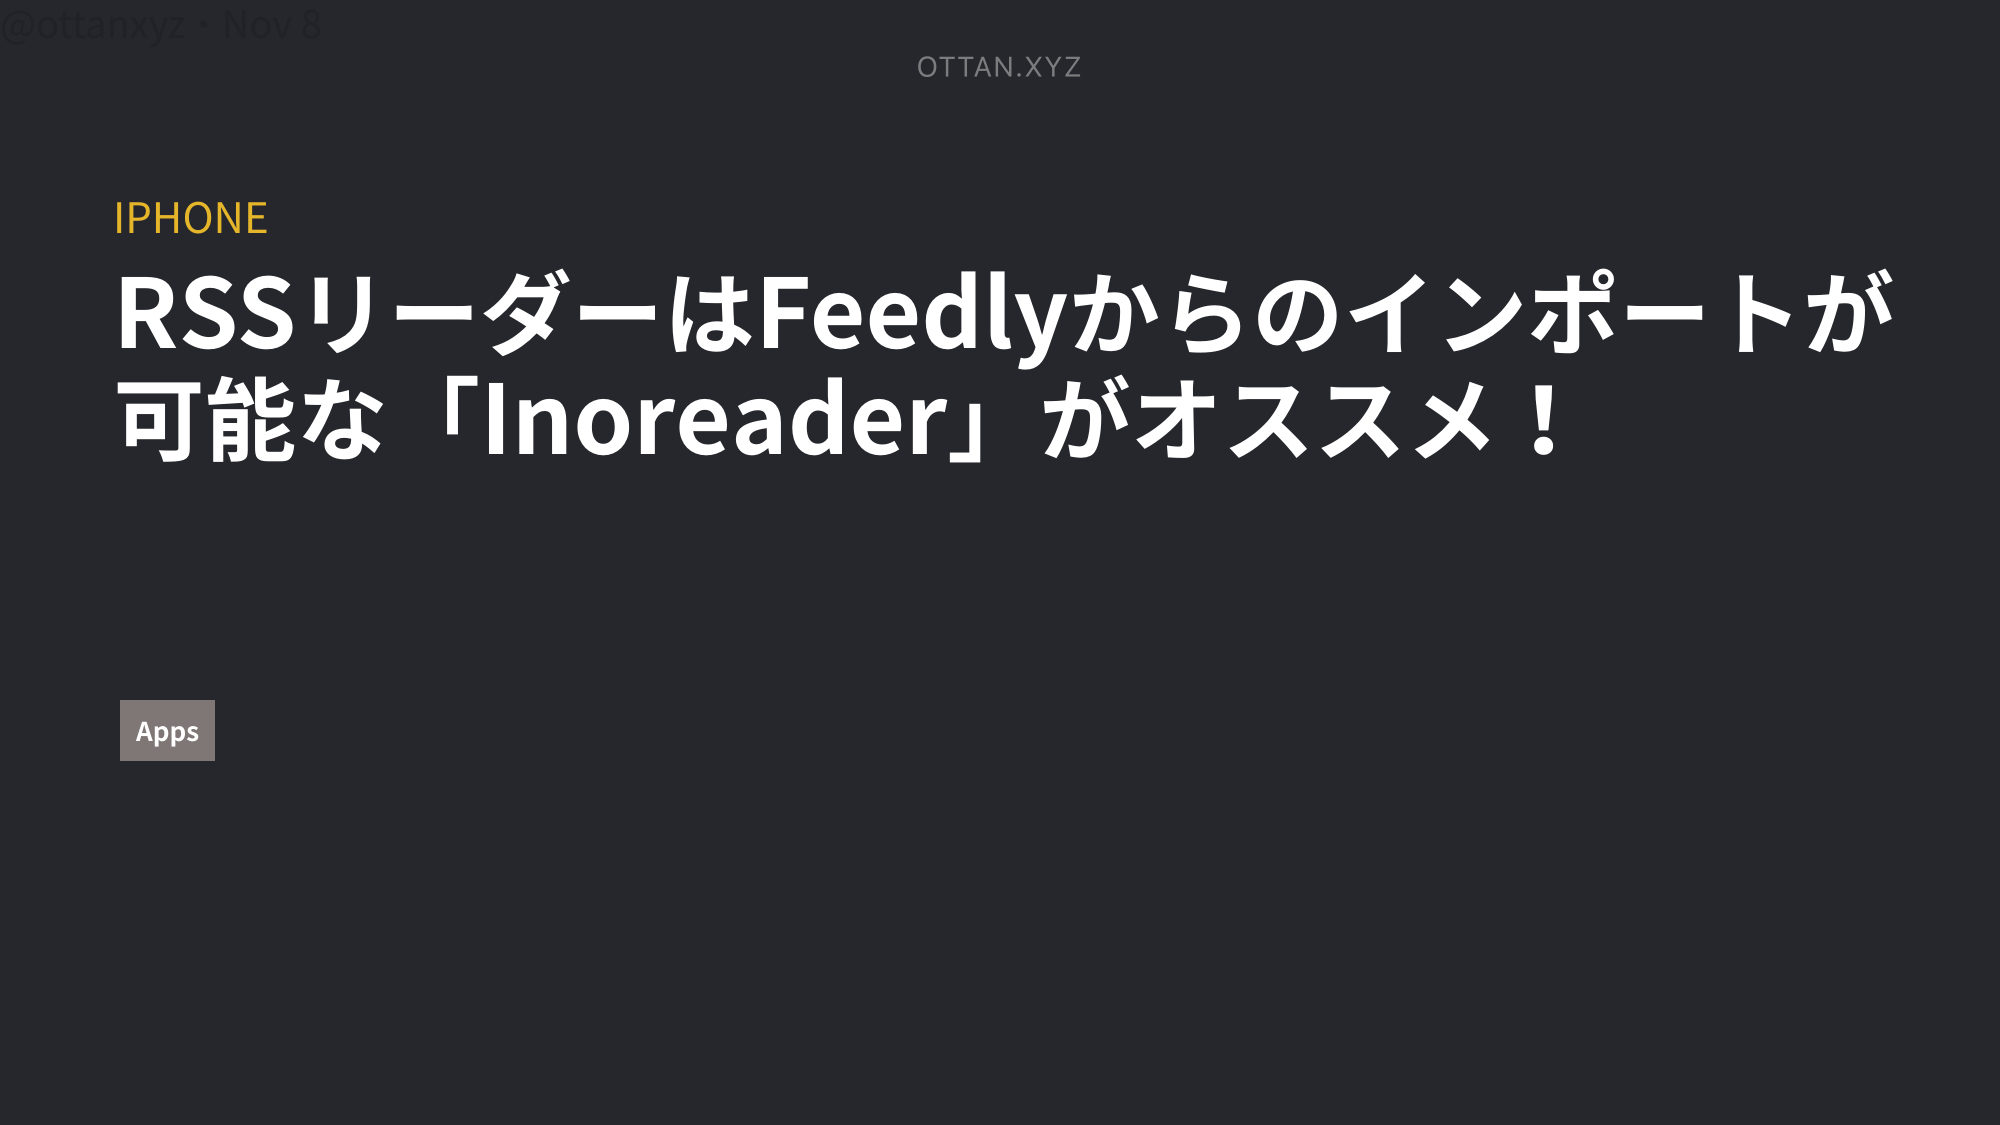 @ottanxyz・Nov 8
OTTAN.XYZ
IPHONE
RSSリーダーはFeedlyからのインポートが
可能な「Inoreader」がオススメ！
Apps